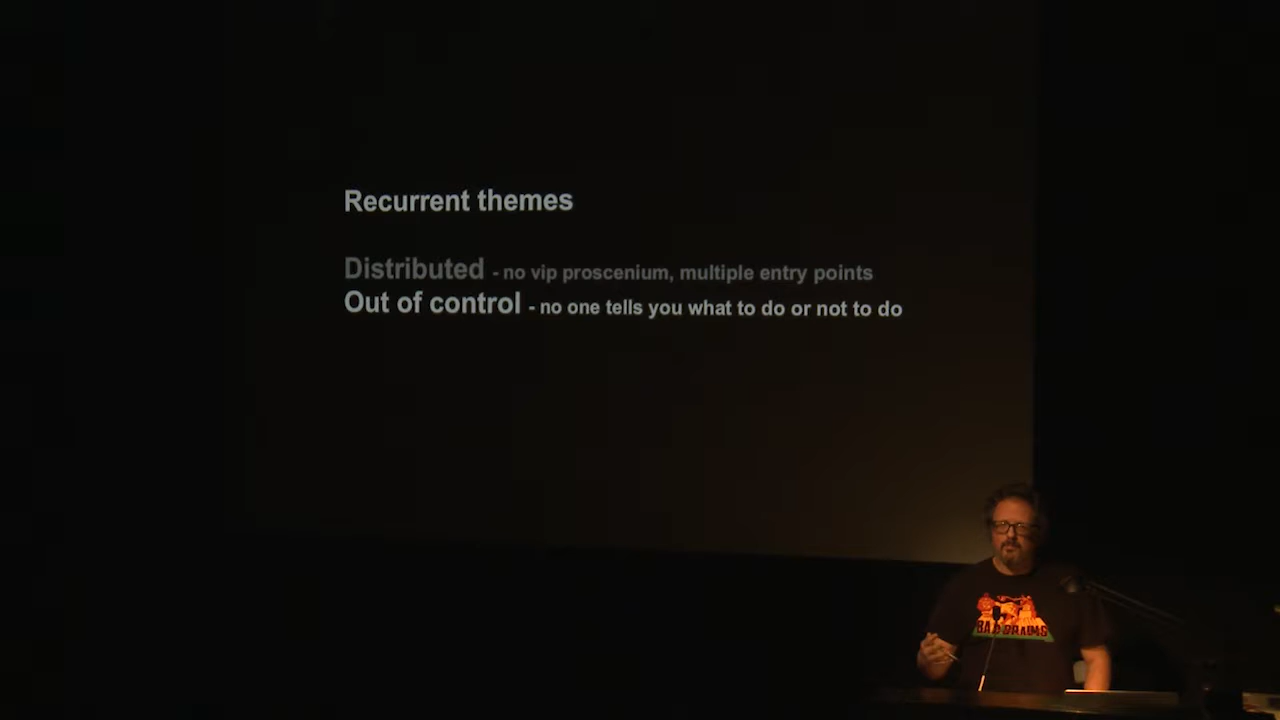 Recurrent themes
Distributed - no vip proscenium, multiple entry points
Out of control - no one tells you what to do or not to do
BAD BRAINS